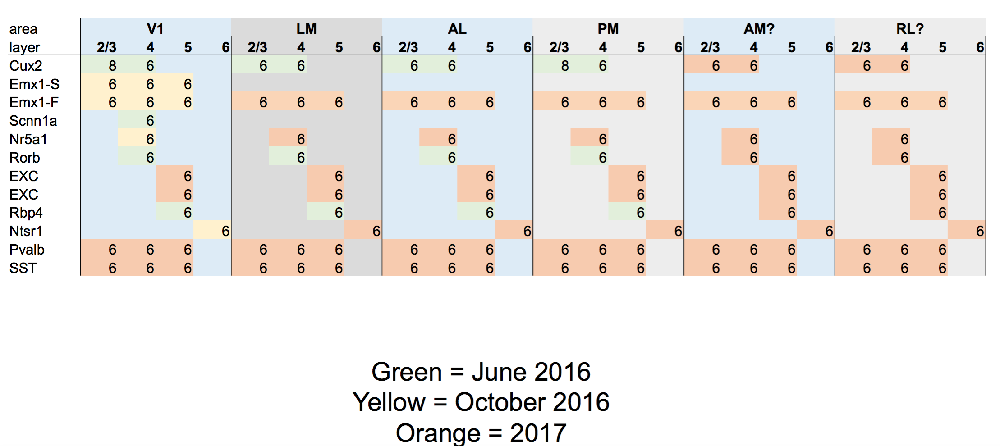 area V1 LM AL PM AM? RL?
layer 2/3 4 5 6 2/3 4 5 6 2/3 4 5 6 2/3 4 5 6 2/3 4 5 6 2/3 4 5 6
Cux2 8 6 6 6 6 6 8 6 6 6 6 6
Emx1-S 6 6 6
Emx1-F 6 6 6 6 6 6 6 6 6 6 6 6 6 6 6 6 6 6
Scnn1a 6
Nr5a1 6 6 6 6 6 6
Rorb 6 6 6 6 6 6
EXC 6 6 6 6 6 6
EXC 6 6 6 6 6 6
Rbp4 6 6 6 6 6 6
Ntsr1 6 6 6 6 6 6
Pvalb 6 6 6 6 6 6 6 6 6 6 6 6 6 6 6 6 6 6
SST 6 6 6 6 6 6 6 6 6 6 6 6 6 6 6 6 6 6
Green = June 2016
Yellow = October 2016
Orange = 2017